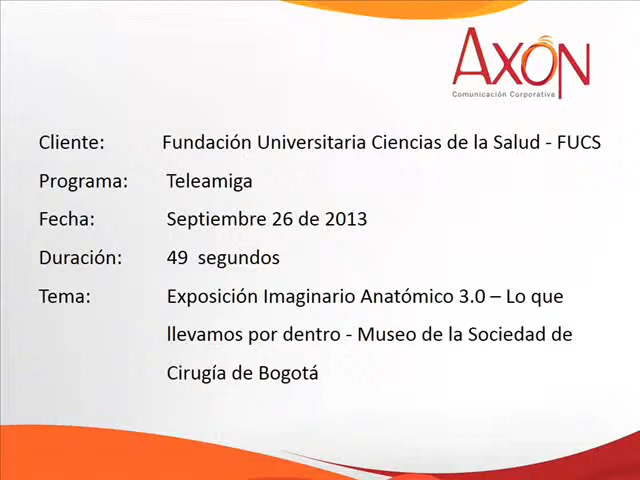 AXÓN
Comunicación Corporativa
Cliente: Fundación Universitaria Ciencias de la Salud - FUCS
Programa: Teleamiga
Fecha: Septiembre 26 de 2013
Duración: 49 segundos
Tema: Exposición Imaginario Anatómico 3.0 – Lo que
llevamos por dentro - Museo de la Sociedad de
Cirugía de Bogotá